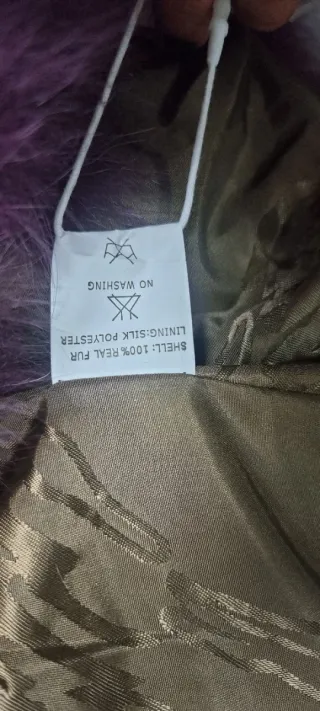 SHELL: 100% REAL FUR
LINING:SILK POLYESTER
NO WASHING